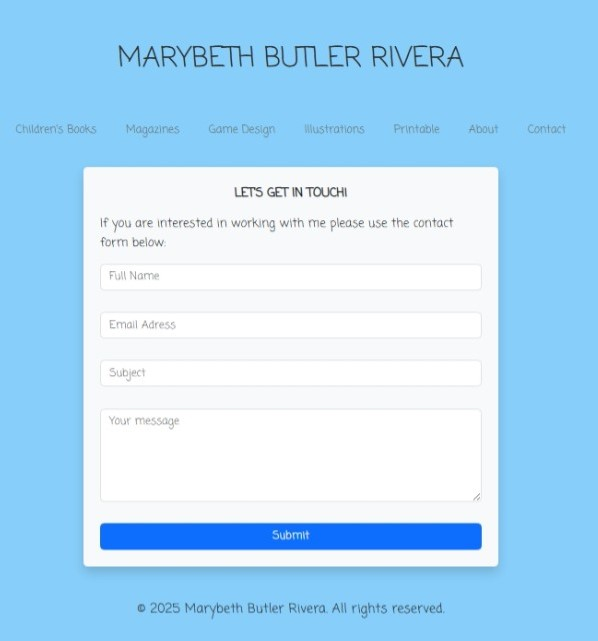 MARYBETH BUTLER RIVERA
Children's Books Magazines Game Design Illustrations Printable About Contact
LET'S GET IN TOUCH!
If you are interested in working with me please use the contact
form below:
Full Name
Email Adress
Subject
Your message
Submit
© 2025 Marybeth Butler Rivera. All rights reserved.